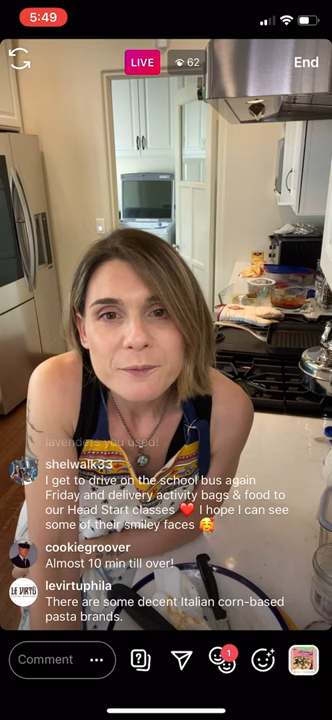 5:49
LIVE
62
End
lavenders you used!
shelwalk33
I get to drive on the school bus again
Friday and delivery activity bags & food to
our Head Start classes ❤️ I hope I can see
some of their smiley faces 🥰
cookiegroover
Almost 10 min till over!
LE VIRTÙ
levirtuphila
There are some decent Italian corn-based
pasta brands.
Comment
1